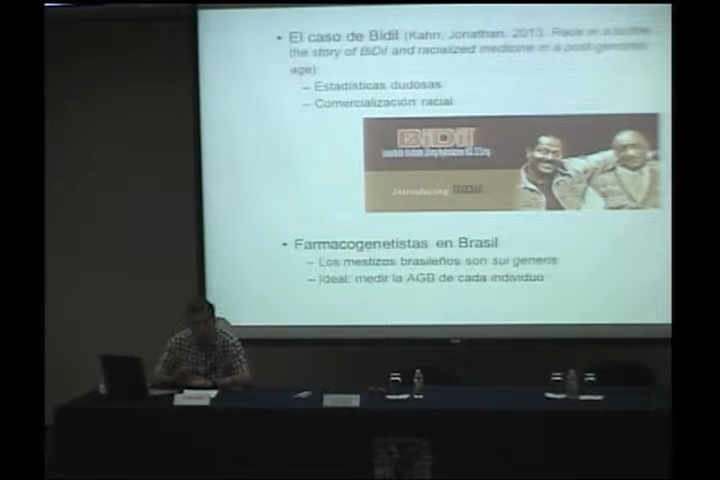 • El caso de Bidil (Kahn, Jonathan. 2013. Race in a bottle:
the story of BiDil and racialized medicine in a post-genomic
age)
– Estadísticas dudosas
– Comercialización racial
BiDil
Introducing BiDil
• Farmacogenetistas en Brasil
– Los mestizos brasileños son sui generis
– Ideal: medir la AGB de cada individuo